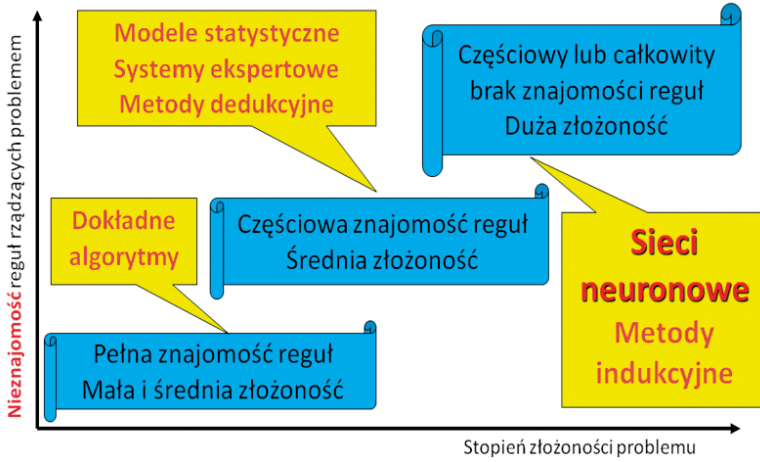 Nieznajomość reguł rządzących problemem
Modele statystyczne
Systemy ekspertowe
Metody dedukcyjne
Częściowy lub całkowity
brak znajomości reguł
Duża złożoność
Dokładne
algorytmy
Częściowa znajomość reguł
Średnia złożoność
Sieci
neuronowe
Metody
indukcyjne
Pełna znajomość reguł
Mała i średnia złożoność
Stopień złożoności problemu